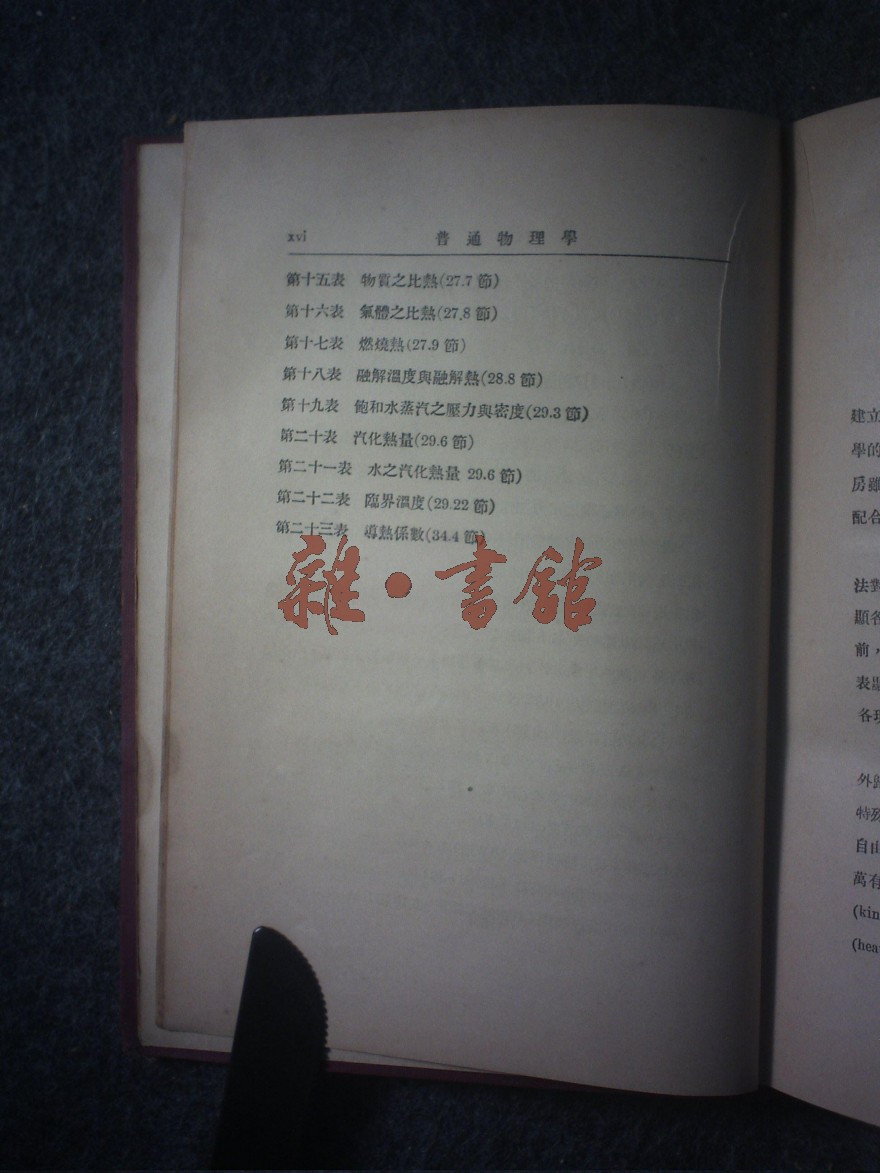 xvi 普通物理學
第十五表 物質之比熱(27.7 節)
第十六表 氣體之比熱(27.8 節)
第十七表 燃燒熱(27.9 節)
第十八表 融解溫度與融解熱(28.8 節)
第十九表 飽和水蒸汽之壓力與密度(29.3 節)
第二十表 汽化熱量(29.6 節)
第二十一表 水之汽化熱量 29.6 節)
第二十二表 臨界溫度(29.22 節)
第二十三表 導熱係數(34.4 節)
雜·書館
建立
學的
房雖
配合
法對
顯各
前，
表
各
外
特殊
自由
萬有
(kin
(hea